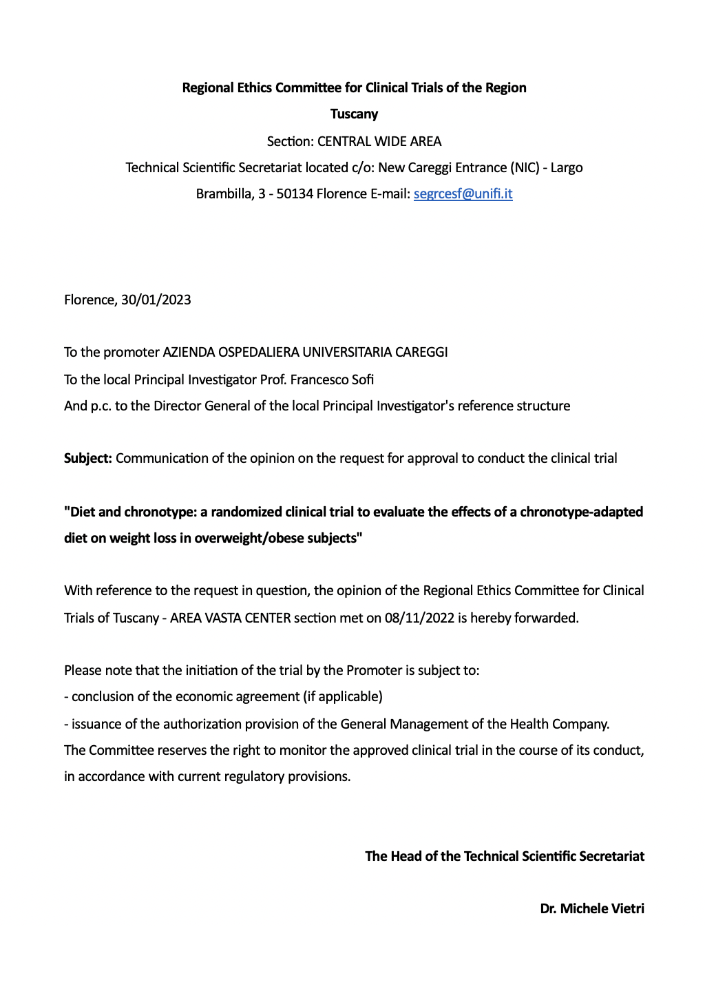 Regional Ethics Committee for Clinical Trials of the Region
Tuscany
Section: CENTRAL WIDE AREA
Technical Scientific Secretariat located c/o: New Careggi Entrance (NIC) - Largo
Brambilla, 3 - 50134 Florence E-mail: segrcesf@unifi.it
Florence, 30/01/2023
To the promoter AZIENDA OSPEDALIERA UNIVERSITARIA CAREGGI
To the local Principal Investigator Prof. Francesco Sofi
And p.c. to the Director General of the local Principal Investigator's reference structure
Subject: Communication of the opinion on the request for approval to conduct the clinical trial
"Diet and chronotype: a randomized clinical trial to evaluate the effects of a chronotype-adapted
diet on weight loss in overweight/obese subjects"
With reference to the request in question, the opinion of the Regional Ethics Committee for Clinical
Trials of Tuscany - AREA VASTA CENTER section met on 08/11/2022 is hereby forwarded.
Please note that the initiation of the trial by the Promoter is subject to:
- conclusion of the economic agreement (if applicable)
- issuance of the authorization provision of the General Management of the Health Company.
The Committee reserves the right to monitor the approved clinical trial in the course of its conduct,
in accordance with current regulatory provisions.
The Head of the Technical Scientific Secretariat
Dr. Michele Vietri